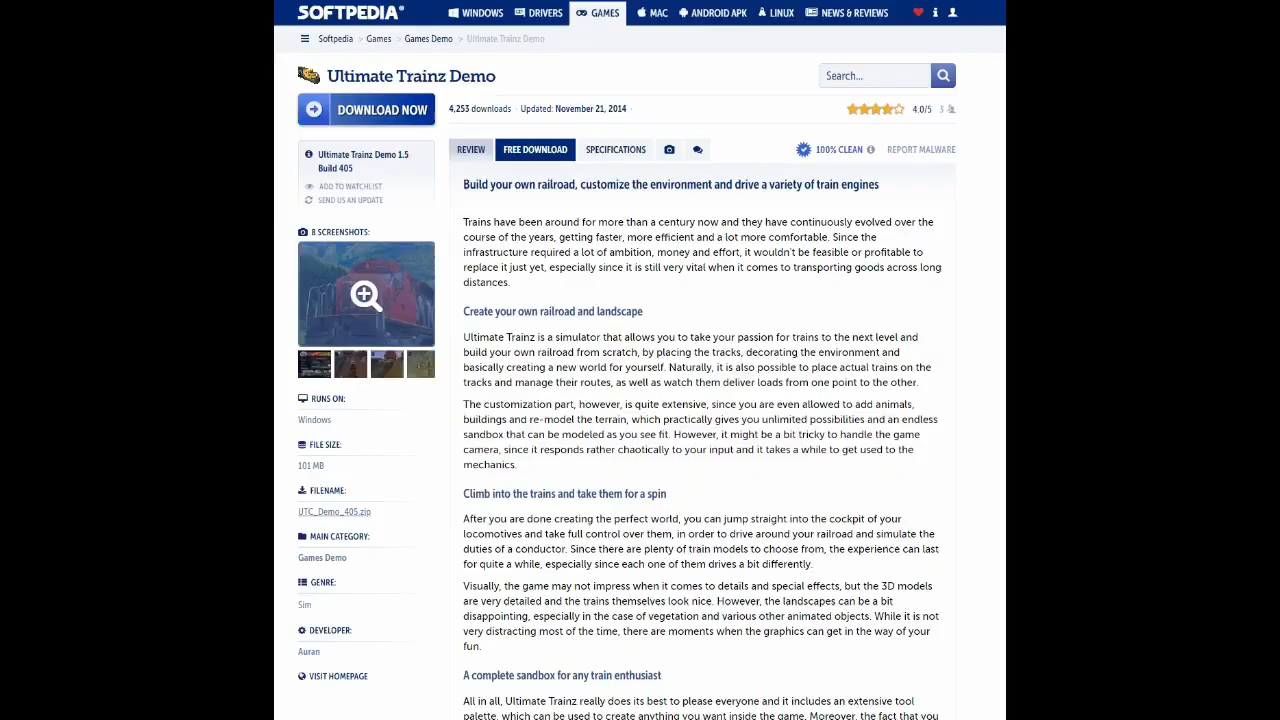 SOFTPEDIA®
WINDOWS DRIVERS GAMES MAC ANDROID APK LINUX NEWS & REVIEWS
Softpedia > Games > Games Demo > Ultimate Trainz Demo
Ultimate Trainz Demo
Search...
DOWNLOAD NOW
4,253 downloads · Updated: November 21, 2014 ·
4.0/5 3
REVIEW FREE DOWNLOAD SPECIFICATIONS
100% CLEAN REPORT MALWARE
Ultimate Trainz Demo 1.5
Build 405
ADD TO WATCHLIST
SEND US AN UPDATE
8 SCREENSHOTS:
RUNS ON:
Windows
FILE SIZE:
101 MB
FILENAME:
UTC_Demo_405.zip
MAIN CATEGORY:
Games Demo
GENRE:
Sim
DEVELOPER:
Auran
VISIT HOMEPAGE
Build your own railroad, customize the environment and drive a variety of train engines
Trains have been around for more than a century now and they have continuously evolved over the
course of the years, getting faster, more efficient and a lot more comfortable. Since the
infrastructure required a lot of ambition, money and effort, it wouldn't be feasible or profitable to
replace it just yet, especially since it is still very vital when it comes to transporting goods across long
distances.
Create your own railroad and landscape
Ultimate Trainz is a simulator that allows you to take your passion for trains to the next level and
build your own railroad from scratch, by placing the tracks, decorating the environment and
basically creating a new world for yourself. Naturally, it is also possible to place actual trains on the
tracks and manage their routes, as well as watch them deliver loads from one point to the other.
The customization part, however, is quite extensive, since you are even allowed to add animals,
buildings and re-model the terrain, which practically gives you unlimited possibilities and an endless
sandbox that can be modeled as you see fit. However, it might be a bit tricky to handle the game
camera, since it responds rather chaotically to your input and it takes a while to get used to the
mechanics.
Climb into the trains and take them for a spin
After you are done creating the perfect world, you can jump straight into the cockpit of your
locomotives and take full control over them, in order to drive around your railroad and simulate the
duties of a conductor. Since there are plenty of train models to choose from, the experience can last
for quite a while, especially since each one of them drives a bit differently.
Visually, the game may not impress when it comes to details and special effects, but the 3D models
are very detailed and the trains themselves look nice. However, the landscapes can be a bit
disappointing, especially in the case of vegetation and various other animated objects. While it is not
very distracting most of the time, there are moments when the graphics can get in the way of your
fun.
A complete sandbox for any train enthusiast
All in all, Ultimate Trainz really does its best to please everyone and it includes an extensive tool
palette, which can be used to create anything you want inside the game. Moreover, the fact that you